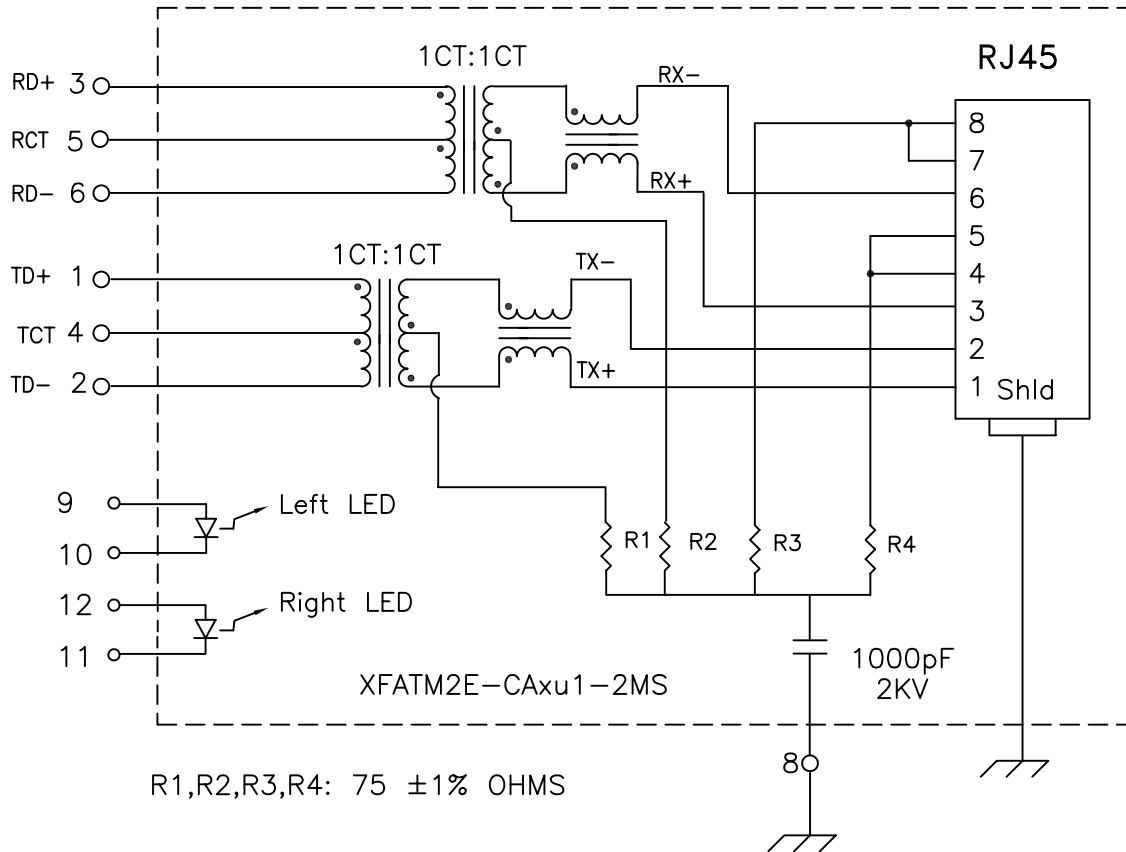 1CT:1CT
RJ45
RD+ 3
RX-
8
RCT 5
7
RD- 6
RX+
6
5
1CT:1CT
TX-
TD+ 1
4
3
TCT 4
2
TD- 2
TX+
1 Shld
9
Left LED
10
R1
R2
R3
R4
12
Right LED
11
1000pF
2KV
XFATM2E-CAxu1-2MS
8
R1,R2,R3,R4: 75 ±1% OHMS